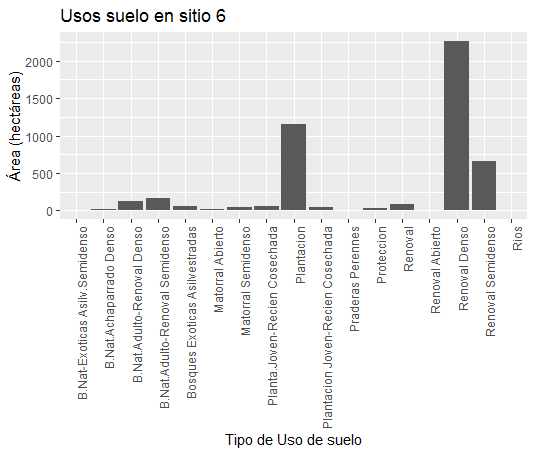 Usos suelo en sitio 6
Área (hectáreas)
2000
1500
1000
500
0
B.Nat-Exoticas Asilv.Semidenso
B.Nat.Achaparrado Denso
B.Nat.Adulto-Renoval Denso
B.Nat.Adulto-Renoval Semidenso
Bosques Exoticas Asilvestradas
Matorral Abierto
Matorral Semidenso
Planta.Joven-Recien Cosechada
Plantacion
Plantacion Joven-Recien Cosechada
Praderas Perennes
Proteccion
Renoval
Renoval Abierto
Renoval Denso
Renoval Semidenso
Rios
Tipo de Uso de suelo